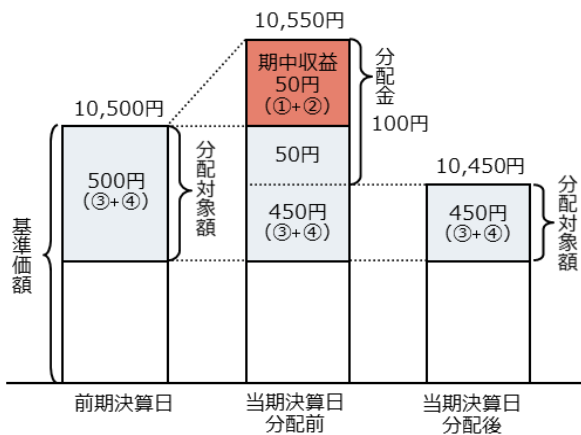 10,550円
期中収益
50円
(①+②)
分配金
100円
10,500円
500円
(③+④)
分配対象額
50円
450円
(③+④)
10,450円
450円
(③+④)
分配対象額
基準価額
前期決算日
当期決算日
分配前
当期決算日
分配後